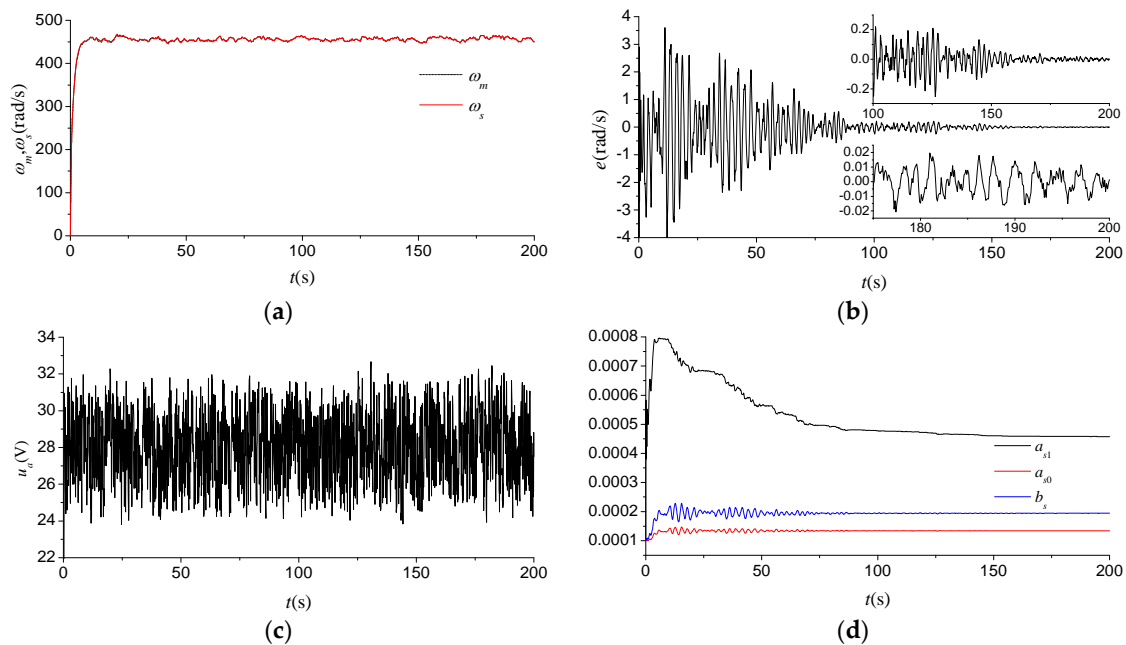 500
400
300
200
100
0
ω_m,ω_s(rad/s)
ω_m
ω_s
0 50 100 150 200
t(s)
(a)
4
3
2
1
0
-1
-2
-3
-4
e(rad/s)
0.2
0.0
-0.2
100 150 200
0.02
0.01
0.00
-0.01
-0.02
180 190 200
0 50 100 150 200
t(s)
(b)
34
32
30
28
26
24
22
u_a(V)
0 50 100 150 200
t(s)
(c)
0.0008
0.0007
0.0006
0.0005
0.0004
0.0003
0.0002
0.0001
a_s1
a_s0
b_s
0 50 100 150 200
t(s)
(d)